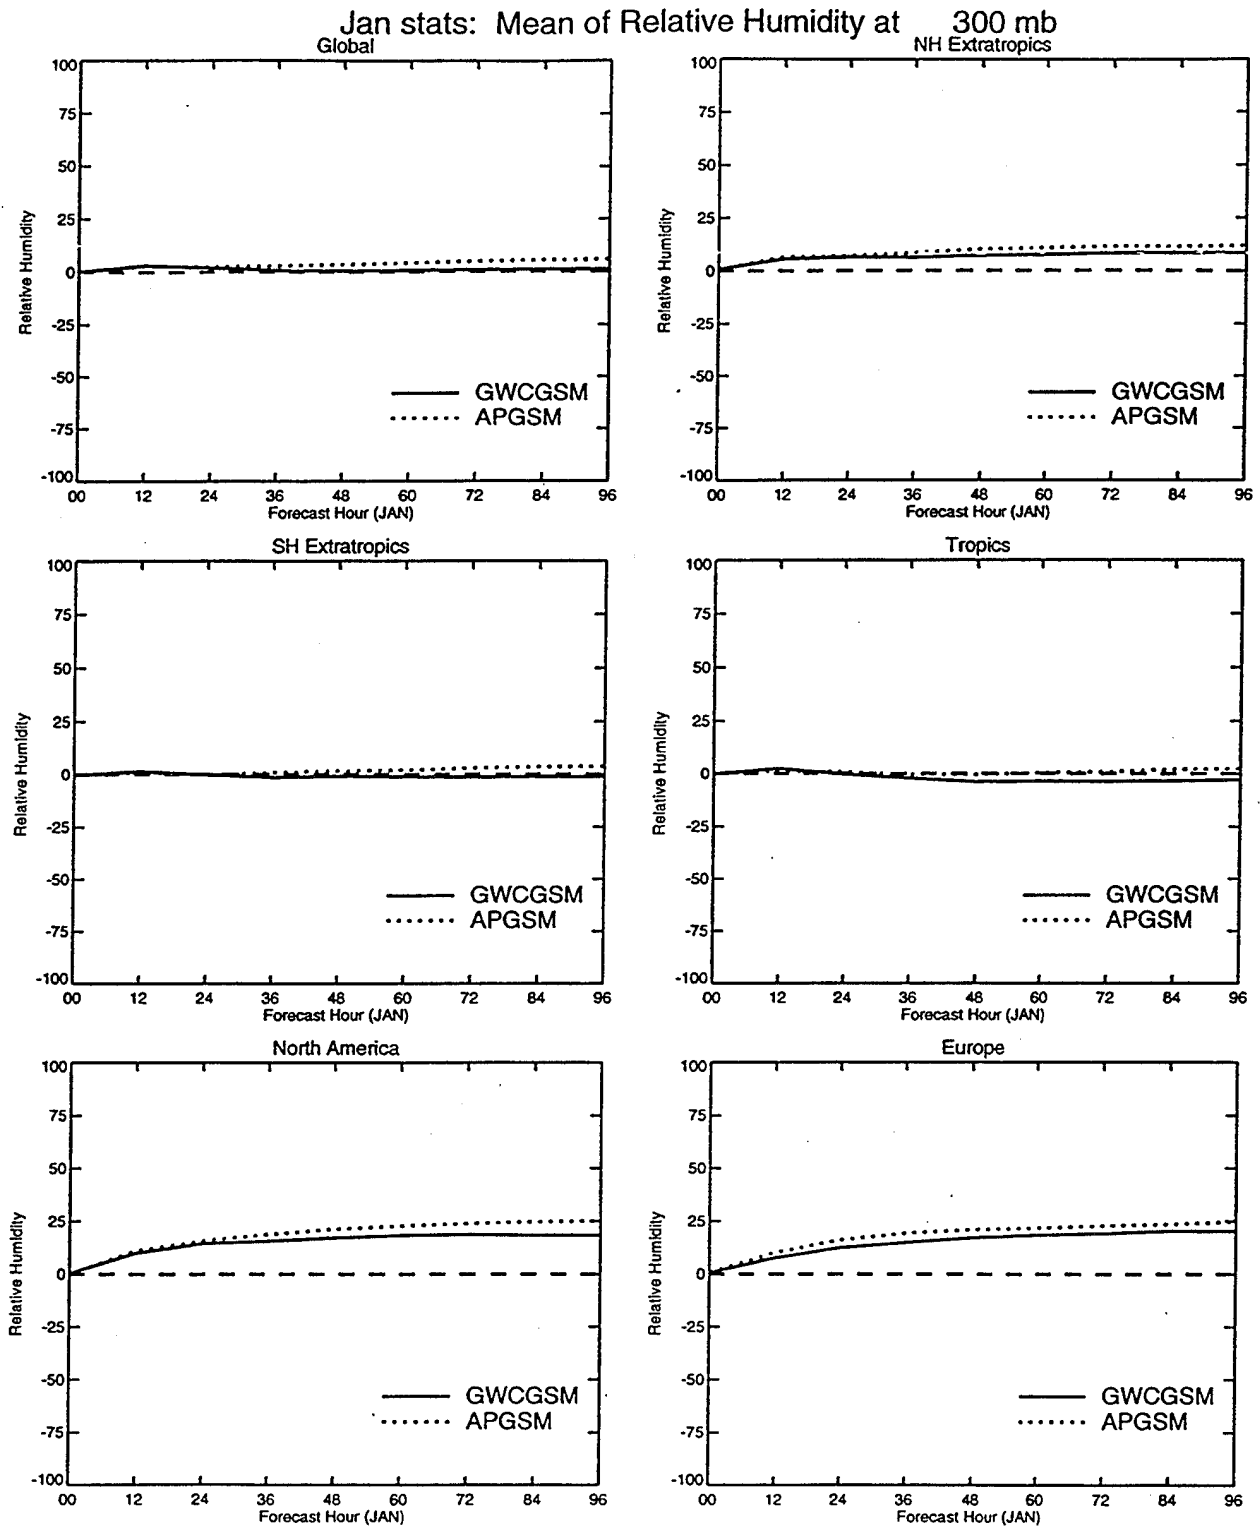 Jan stats: Mean of Relative Humidity at 300 mb
Global
100
75
50
25
0
-25
-50
-75
-100
Relative Humidity
GWCGSM
APGSM
00 12 24 36 48 60 72 84 96
Forecast Hour (JAN)
NH Extratropics
100
75
50
25
0
-25
-50
-75
-100
Relative Humidity
GWCGSM
APGSM
00 12 24 36 48 60 72 84 96
Forecast Hour (JAN)
SH Extratropics
100
75
50
25
0
-25
-50
-75
-100
Relative Humidity
GWCGSM
APGSM
00 12 24 36 48 60 72 84 96
Forecast Hour (JAN)
Tropics
100
75
50
25
0
-25
-50
-75
-100
Relative Humidity
GWCGSM
APGSM
00 12 24 36 48 60 72 84 96
Forecast Hour (JAN)
North America
100
75
50
25
0
-25
-50
-75
-100
Relative Humidity
GWCGSM
APGSM
00 12 24 36 48 60 72 84 96
Forecast Hour (JAN)
Europe
100
75
50
25
0
-25
-50
-75
-100
Relative Humidity
GWCGSM
APGSM
00 12 24 36 48 60 72 84 96
Forecast Hour (JAN)